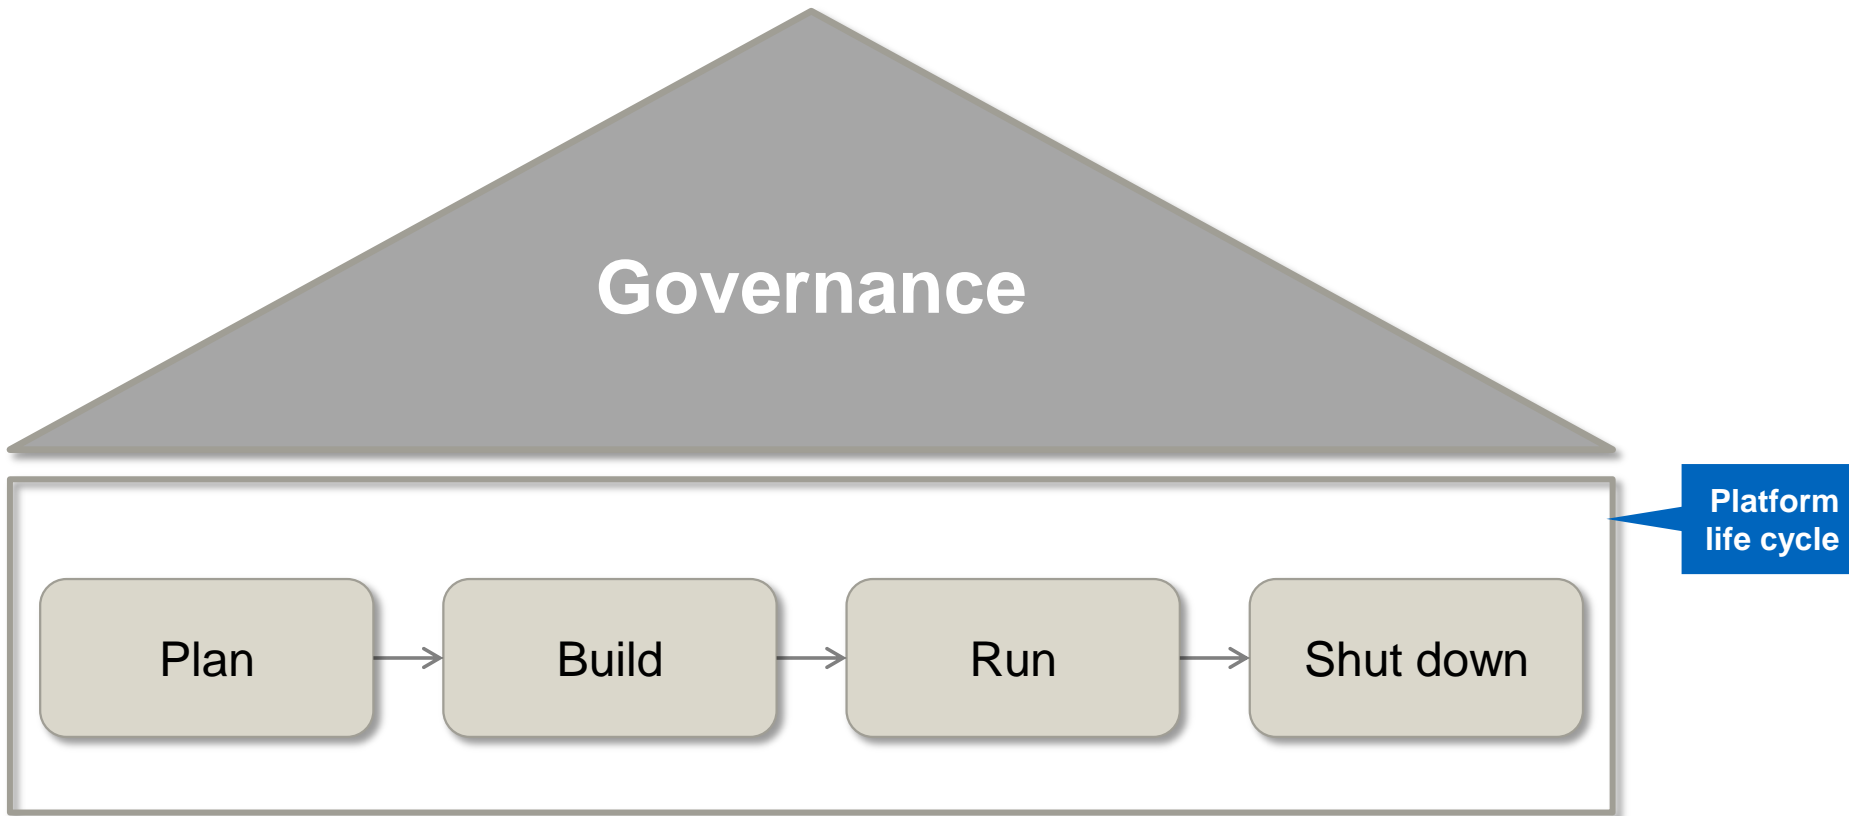 Governance
Platform
life cycle
Plan
Build
Run
Shut down